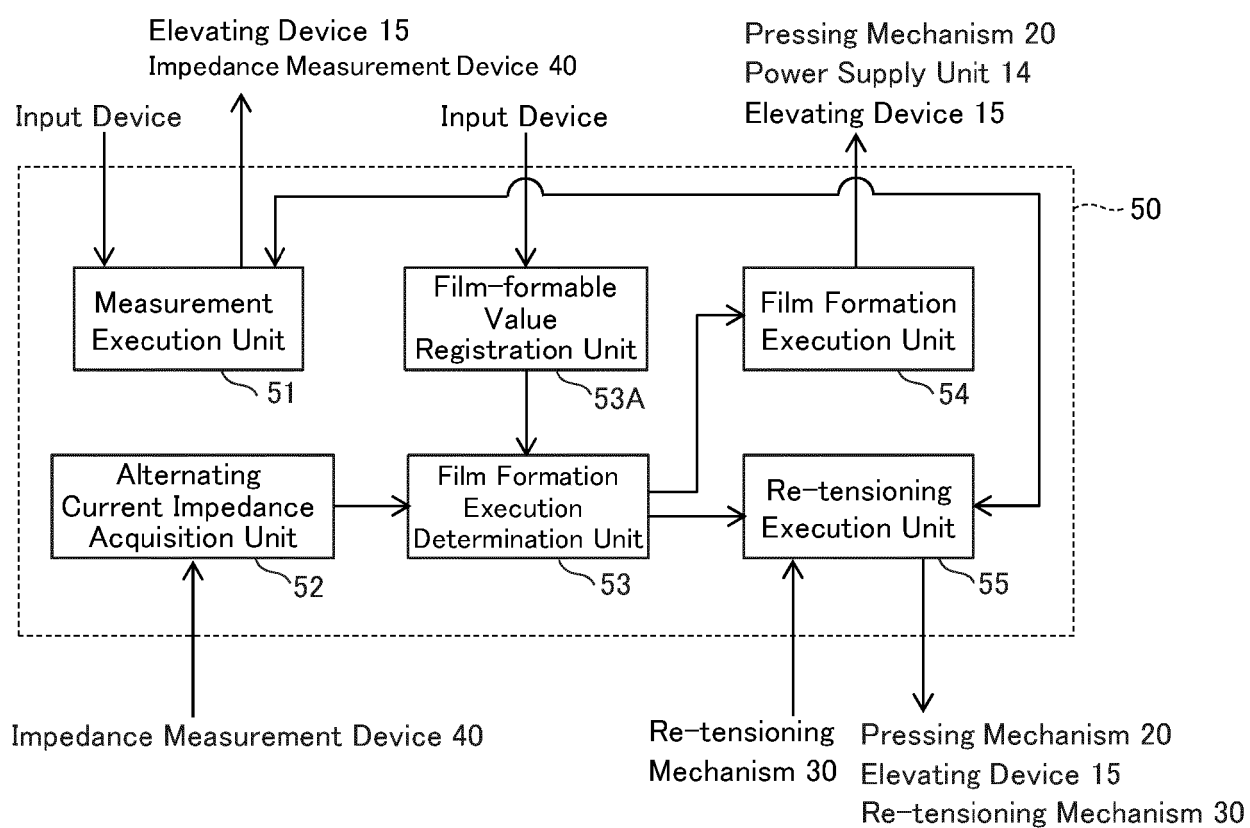 Elevating Device 15
Impedance Measurement Device 40
Pressing Mechanism 20
Power Supply Unit 14
Elevating Device 15
Input Device
Input Device
50
Measurement
Execution Unit
51
Film-formable
Value
Registration Unit
53A
Film Formation
Execution Unit
54
Alternating
Current Impedance
Acquisition Unit
52
Film Formation
Execution
Determination Unit
53
Re-tensioning
Execution Unit
55
Impedance Measurement Device 40
Re-tensioning
Mechanism 30
Pressing Mechanism 20
Elevating Device 15
Re-tensioning Mechanism 30